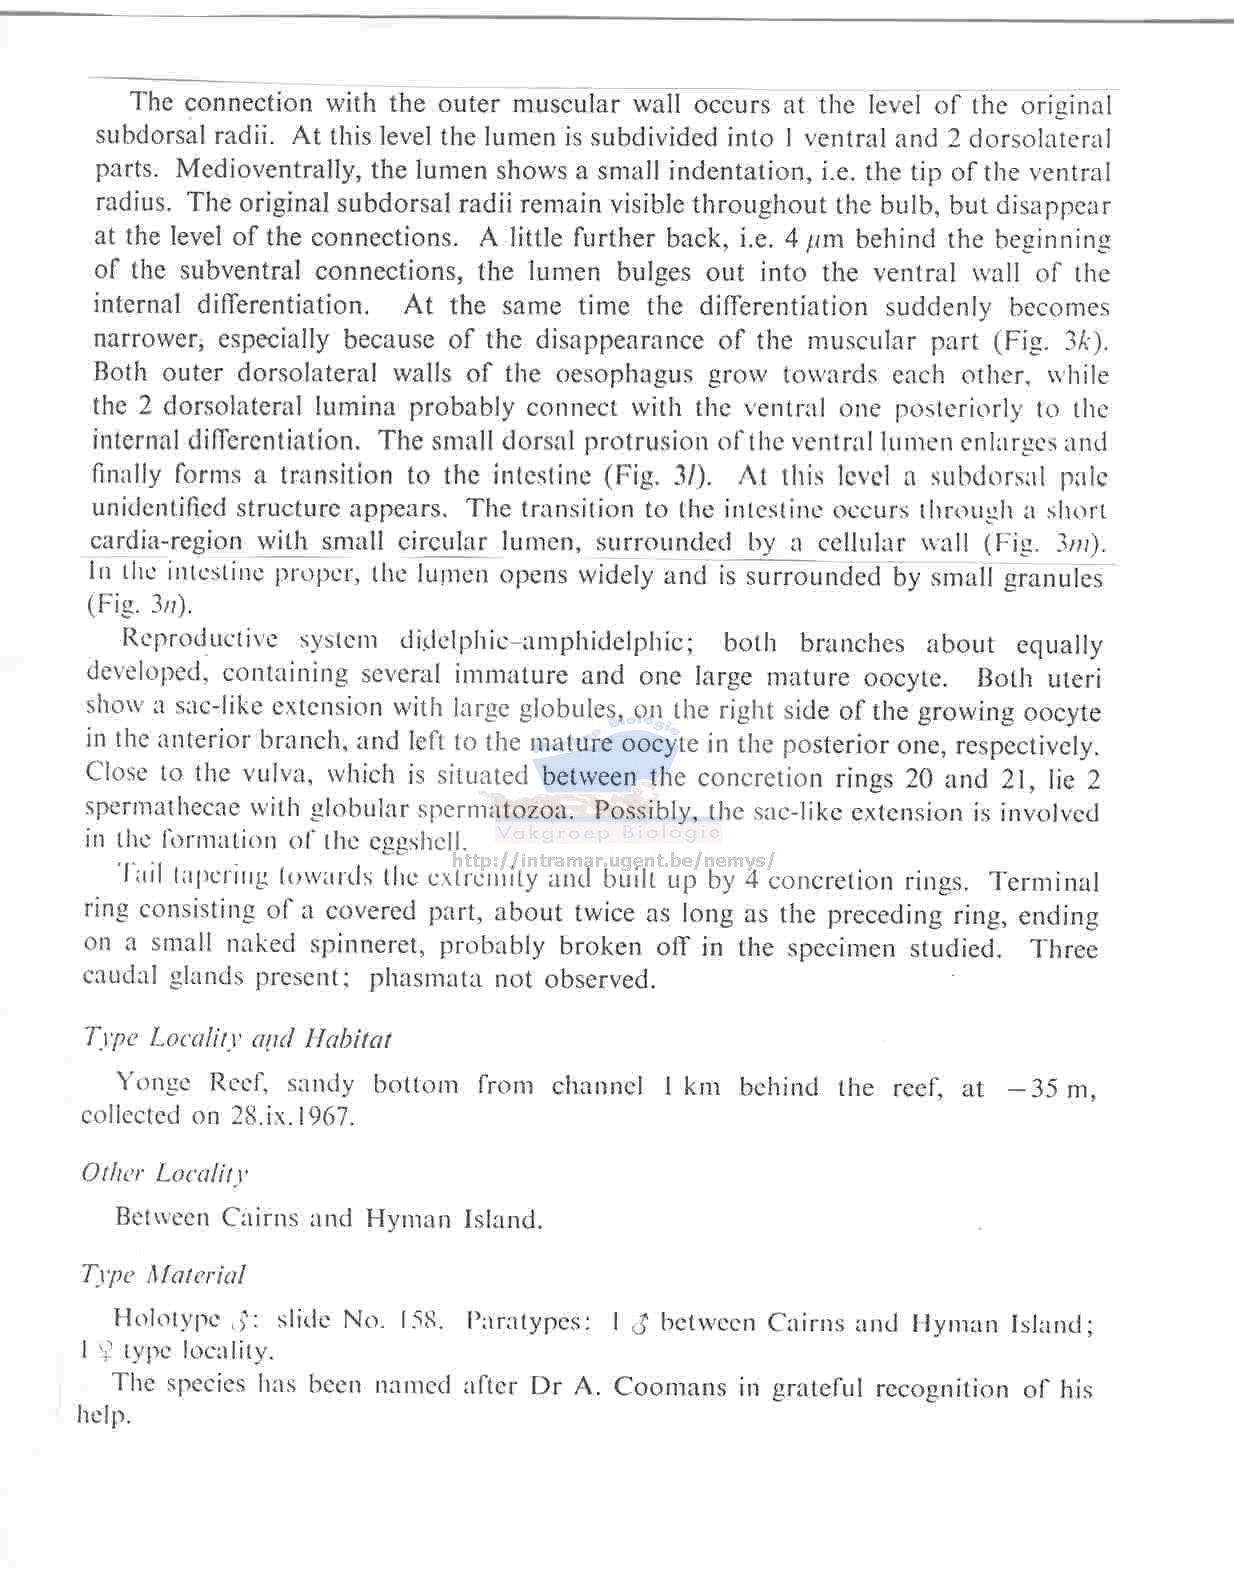 The connection with the outer muscular wall occurs at the level of the original
subdorsal radii. At this level the lumen is subdivided into 1 ventral and 2 dorsolateral
parts. Medioventrally, the lumen shows a small indentation, i.e. the tip of the ventral
radius. The original subdorsal radii remain visible throughout the bulb, but disappear
at the level of the connections. A little further back, i.e. 4 μm behind the beginning
of the subventral connections, the lumen bulges out into the ventral wall of the
internal differentiation. At the same time the differentiation suddenly becomes
narrower, especially because of the disappearance of the muscular part (Fig. 3k).
Both outer dorsolateral walls of the oesophagus grow towards each other, while
the 2 dorsolateral lumina probably connect with the ventral one posteriorly to the
internal differentiation. The small dorsal protrusion of the ventral lumen enlarges and
finally forms a transition to the intestine (Fig. 3l). At this level a subdorsal pale
unidentified structure appears. The transition to the intestine occurs through a short
cardia-region with small circular lumen, surrounded by a cellular wall (Fig. 3m).
In the intestine proper, the lumen opens widely and is surrounded by small granules
(Fig. 3n).
Reproductive system didelphic–amphidelphic; both branches about equally
developed, containing several immature and one large mature oocyte. Both uteri
show a sac-like extension with large globules, on the right side of the growing oocyte
in the anterior branch, and left to the mature oocyte in the posterior one, respectively.
Close to the vulva, which is situated between the concretion rings 20 and 21, lie 2
spermathecae with globular spermatozoa. Possibly, the sac-like extension is involved
in the formation of the eggshell.
Tail tapering towards the extremity and built up by 4 concretion rings. Terminal
ring consisting of a covered part, about twice as long as the preceding ring, ending
on a small naked spinneret, probably broken off in the specimen studied. Three
caudal glands present; phasmata not observed.
Type Locality and Habitat
Yonge Reef, sandy bottom from channel 1 km behind the reef, at −35 m,
collected on 28.ix.1967.
Other Locality
Between Cairns and Hyman Island.
Type Material
Holotype ♂: slide No. 158. Paratypes: 1 ♂ between Cairns and Hyman Island;
1 ♀ type locality.
The species has been named after Dr A. Coomans in grateful recognition of his
help.
Vakgroep Biologie
http://intramar.ugent.be/nemys/